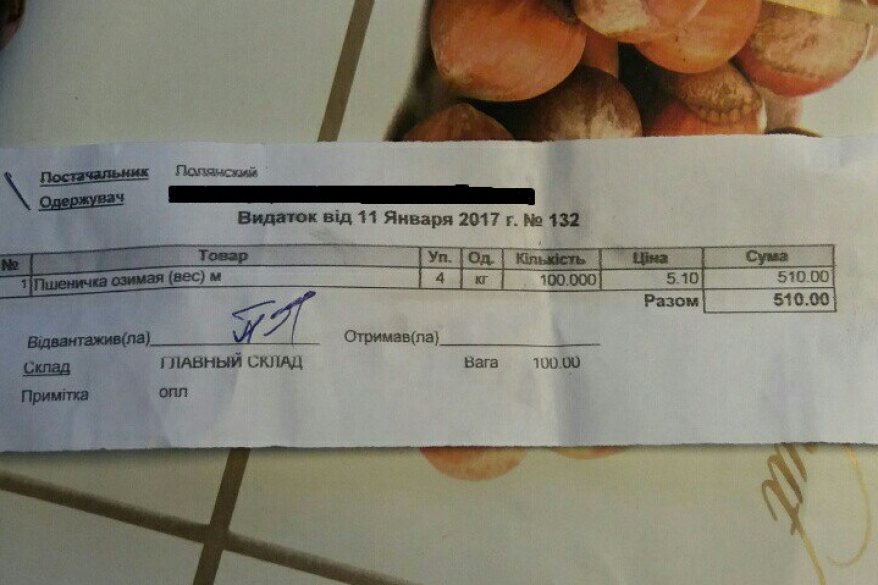 Постачальник Полянский
Одержувач
Видаток від 11 Января 2017 г. № 132
№ Товар Уп. Од. Кількість Ціна Сума
1 Пшеничка озимая (вес) м 4 кг 100.000 5.10 510.00
Разом 510.00
Відвантажив(ла) Отримав(ла)
Склад ГЛАВНЫЙ СКЛАД Вага 100.00
Примітка опл